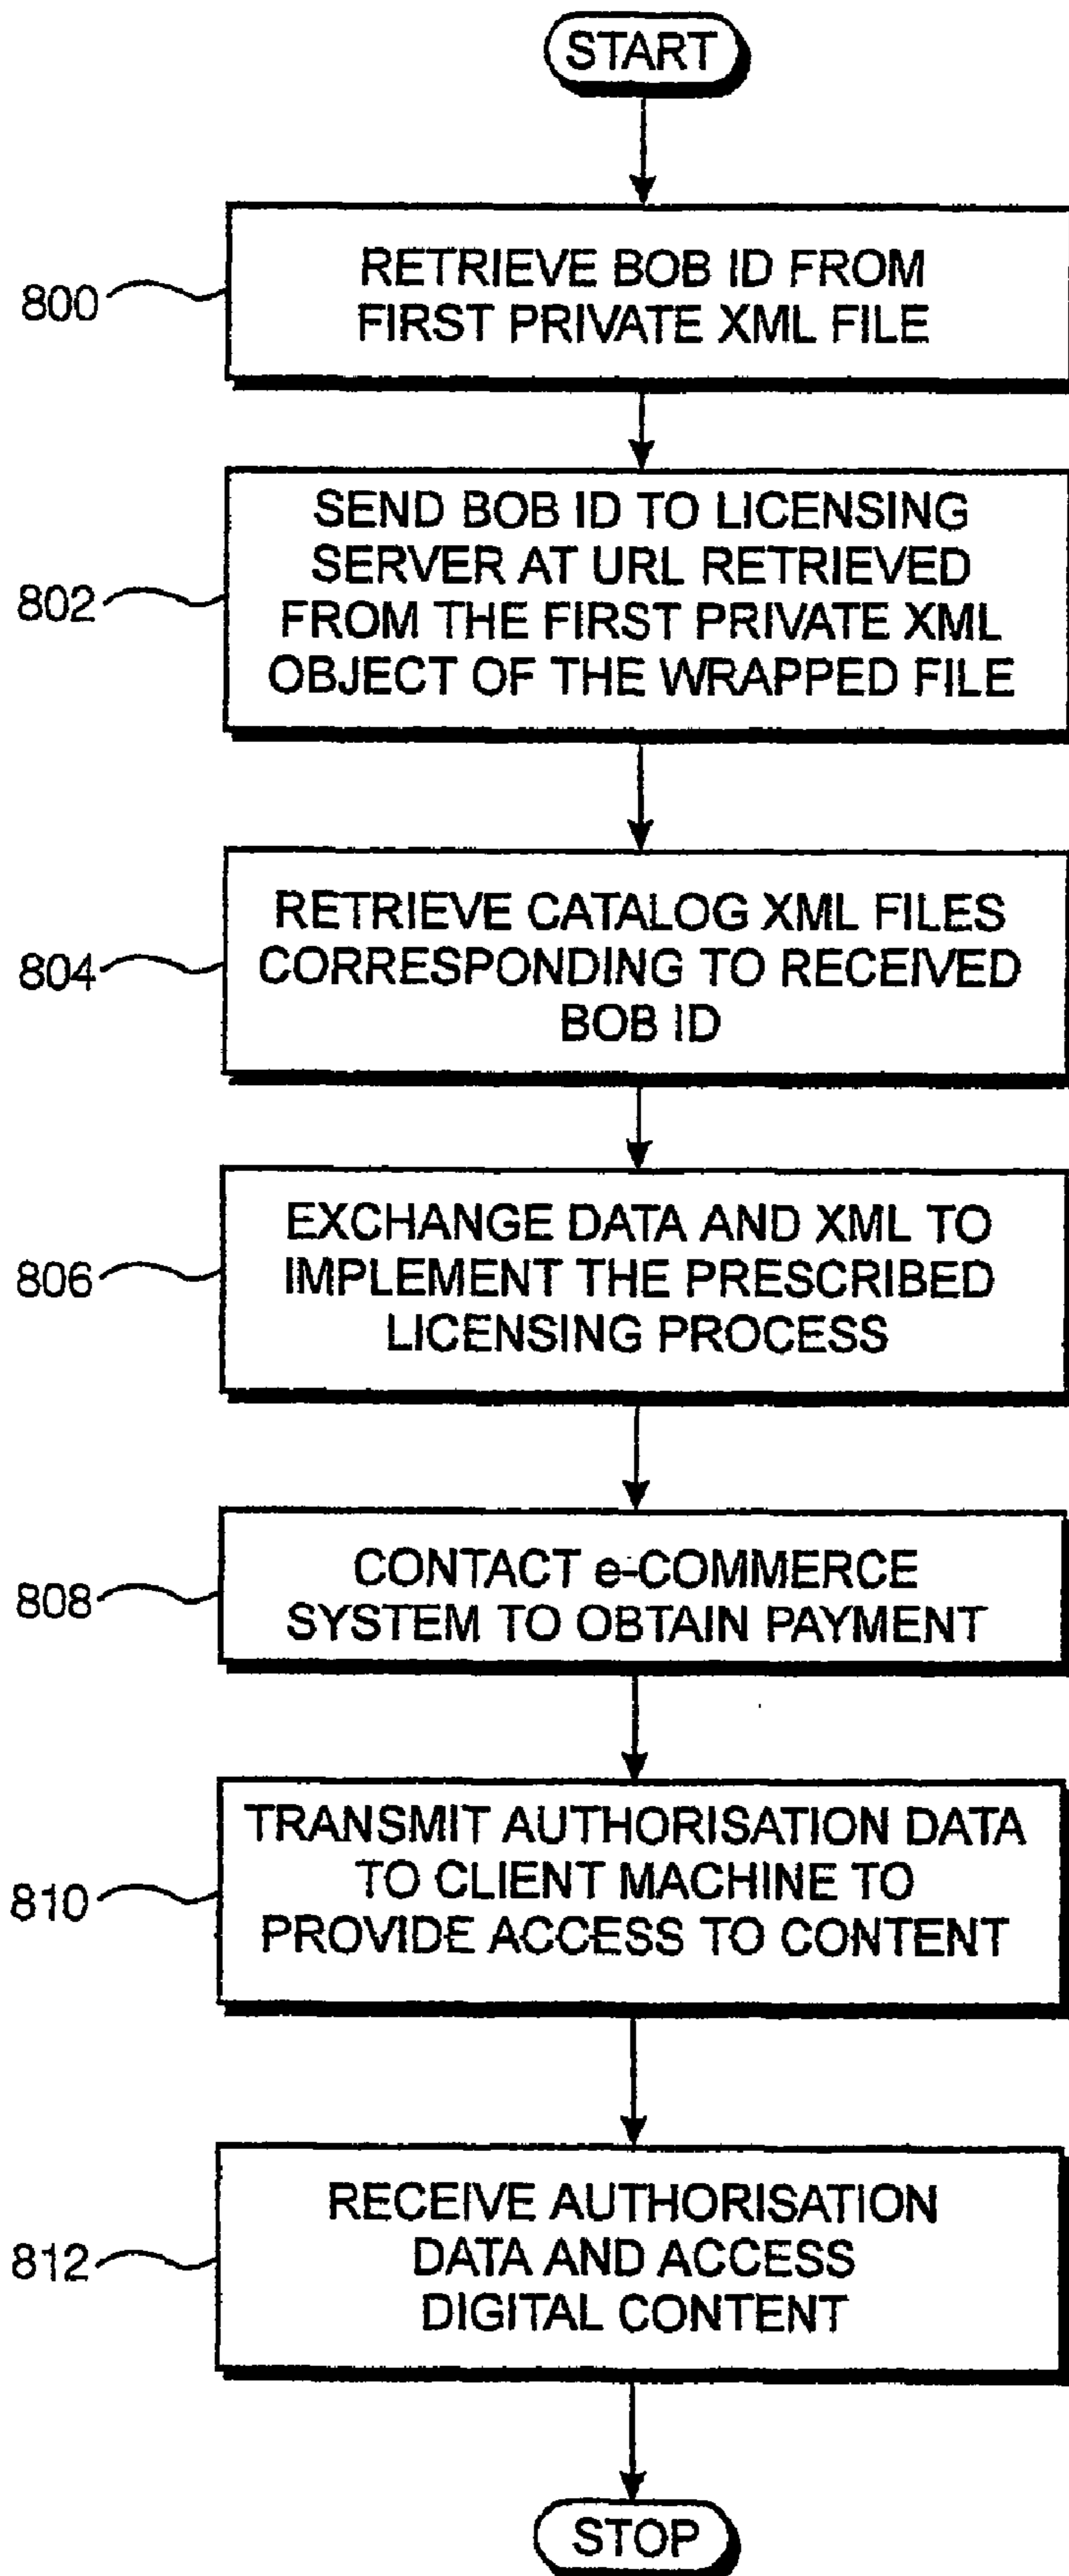 START
800
RETRIEVE BOB ID FROM
FIRST PRIVATE XML FILE
802
SEND BOB ID TO LICENSING
SERVER AT URL RETRIEVED
FROM THE FIRST PRIVATE XML
OBJECT OF THE WRAPPED FILE
804
RETRIEVE CATALOG XML FILES
CORRESPONDING TO RECEIVED
BOB ID
806
EXCHANGE DATA AND XML TO
IMPLEMENT THE PRESCRIBED
LICENSING PROCESS
808
CONTACT e-COMMERCE
SYSTEM TO OBTAIN PAYMENT
810
TRANSMIT AUTHORISATION DATA
TO CLIENT MACHINE TO
PROVIDE ACCESS TO CONTENT
812
RECEIVE AUTHORISATION
DATA AND ACCESS
DIGITAL CONTENT
STOP